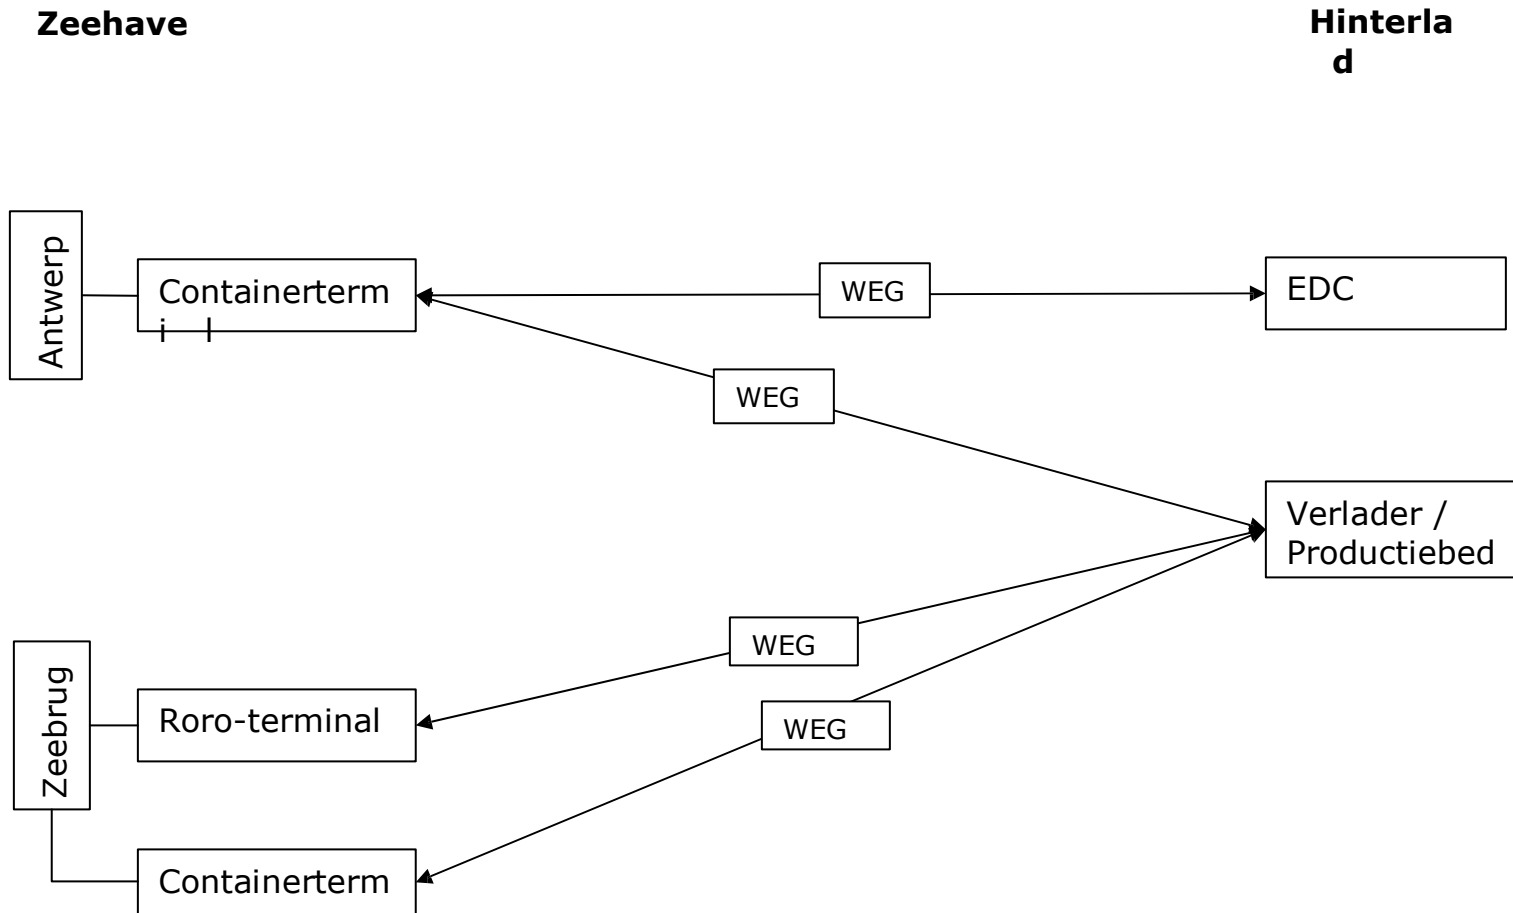 Zeehave
Hinterla
d
Antwerp
Containerterm
i l
WEG
EDC
WEG
Verlader /
Productiebed
WEG
Zeebrug
Roro-terminal
WEG
Containerterm